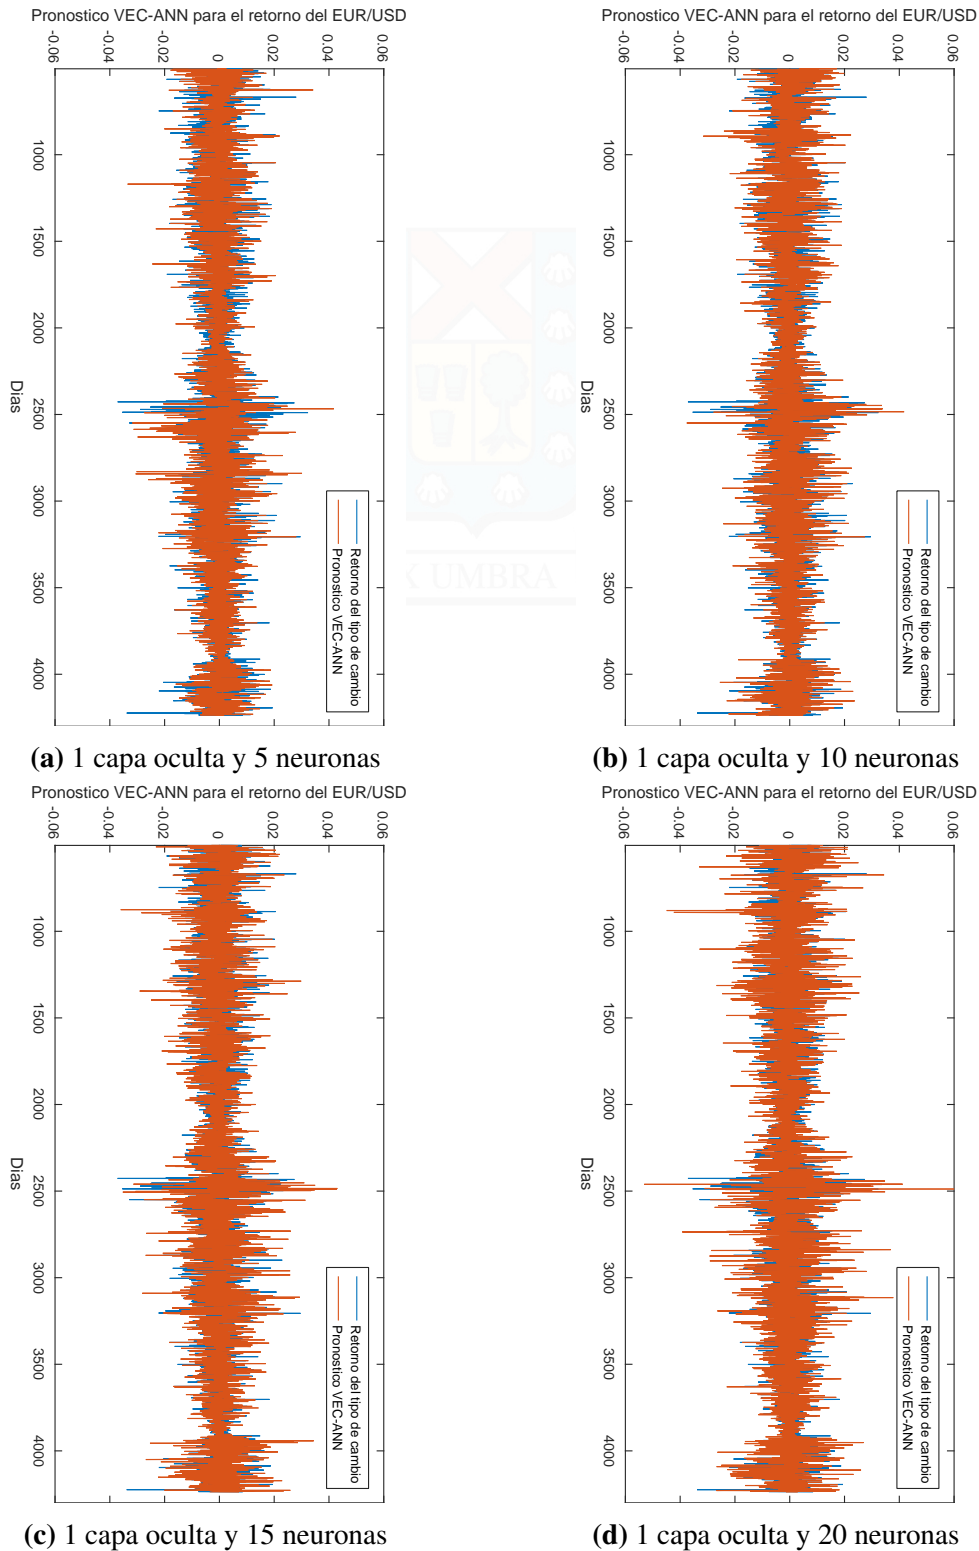 Pronostico VEC-ANN para el retorno del EUR/USD
-0.06 -0.04 -0.02 0 0.02 0.04 0.06
1000 1500 2000 2500 3000 3500 4000
Dias
Retorno del tipo de cambio
Pronostico VEC-ANN
(a) 1 capa oculta y 5 neuronas
Pronostico VEC-ANN para el retorno del EUR/USD
-0.06 -0.04 -0.02 0 0.02 0.04 0.06
1000 1500 2000 2500 3000 3500 4000
Dias
Retorno del tipo de cambio
Pronostico VEC-ANN
(b) 1 capa oculta y 10 neuronas
X UMBRA
Pronostico VEC-ANN para el retorno del EUR/USD
-0.06 -0.04 -0.02 0 0.02 0.04 0.06
1000 1500 2000 2500 3000 3500 4000
Dias
Retorno del tipo de cambio
Pronostico VEC-ANN
(c) 1 capa oculta y 15 neuronas
Pronostico VEC-ANN para el retorno del EUR/USD
-0.06 -0.04 -0.02 0 0.02 0.04 0.06
1000 1500 2000 2500 3000 3500 4000
Dias
Retorno del tipo de cambio
Pronostico VEC-ANN
(d) 1 capa oculta y 20 neuronas